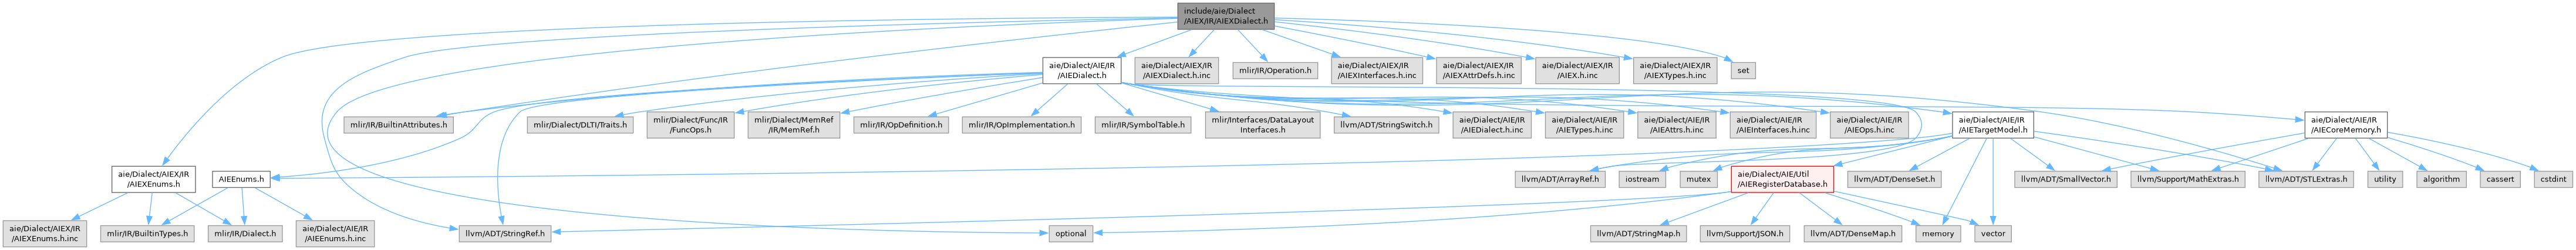 include/aie/Dialect
/AIEX/IR/AIEXDialect.h
aie/Dialect/AIE/IR
/AIEDialect.h
aie/Dialect/AIEX/IR
/AIEXDialect.h.inc
mlir/IR/Operation.h
aie/Dialect/AIEX/IR
/AIEXInterfaces.h.inc
aie/Dialect/AIEX/IR
/AIEXAttrDefs.h.inc
aie/Dialect/AIEX/IR
/AIEX.h.inc
aie/Dialect/AIEX/IR
/AIEXTypes.h.inc
set
mlir/IR/BuiltinAttributes.h
mlir/Dialect/DLTI/Traits.h
mlir/Dialect/Func/IR
/FuncOps.h
mlir/Dialect/MemRef
/IR/MemRef.h
mlir/IR/OpDefinition.h
mlir/IR/OpImplementation.h
mlir/IR/SymbolTable.h
mlir/Interfaces/DataLayout
Interfaces.h
llvm/ADT/StringSwitch.h
aie/Dialect/AIE/IR
/AIEDialect.h.inc
aie/Dialect/AIE/IR
/AIETypes.h.inc
aie/Dialect/AIE/IR
/AIEAttrs.h.inc
aie/Dialect/AIE/IR
/AIEInterfaces.h.inc
aie/Dialect/AIE/IR
/AIEOps.h.inc
aie/Dialect/AIE/IR
/AIETargetModel.h
aie/Dialect/AIE/IR
/AIECoreMemory.h
aie/Dialect/AIEX/IR
/AIEXEnums.h
AIEEnums.h
llvm/ADT/ArrayRef.h
iostream
mutex
aie/Dialect/AIE/Util
/AIERegisterDatabase.h
llvm/ADT/DenseSet.h
llvm/ADT/SmallVector.h
llvm/Support/MathExtras.h
llvm/ADT/STLExtras.h
utility
algorithm
cassert
cstdint
aie/Dialect/AIEX/IR
/AIEXEnums.h.inc
mlir/IR/BuiltinTypes.h
mlir/IR/Dialect.h
aie/Dialect/AIE/IR
/AIEEnums.h.inc
llvm/ADT/StringRef.h
optional
llvm/ADT/StringMap.h
llvm/Support/JSON.h
llvm/ADT/DenseMap.h
memory
vector